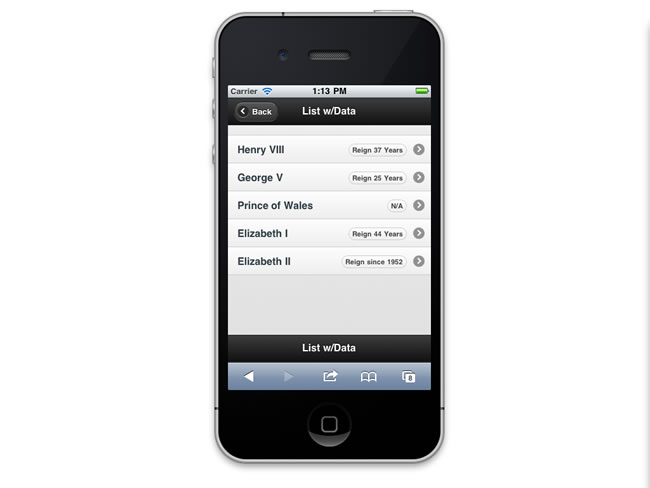 Carrier 1:13 PM
Back List w/Data
Henry VIII Reign 37 Years
George V Reign 25 Years
Prince of Wales N/A
Elizabeth I Reign 44 Years
Elizabeth II Reign since 1952
List w/Data
8